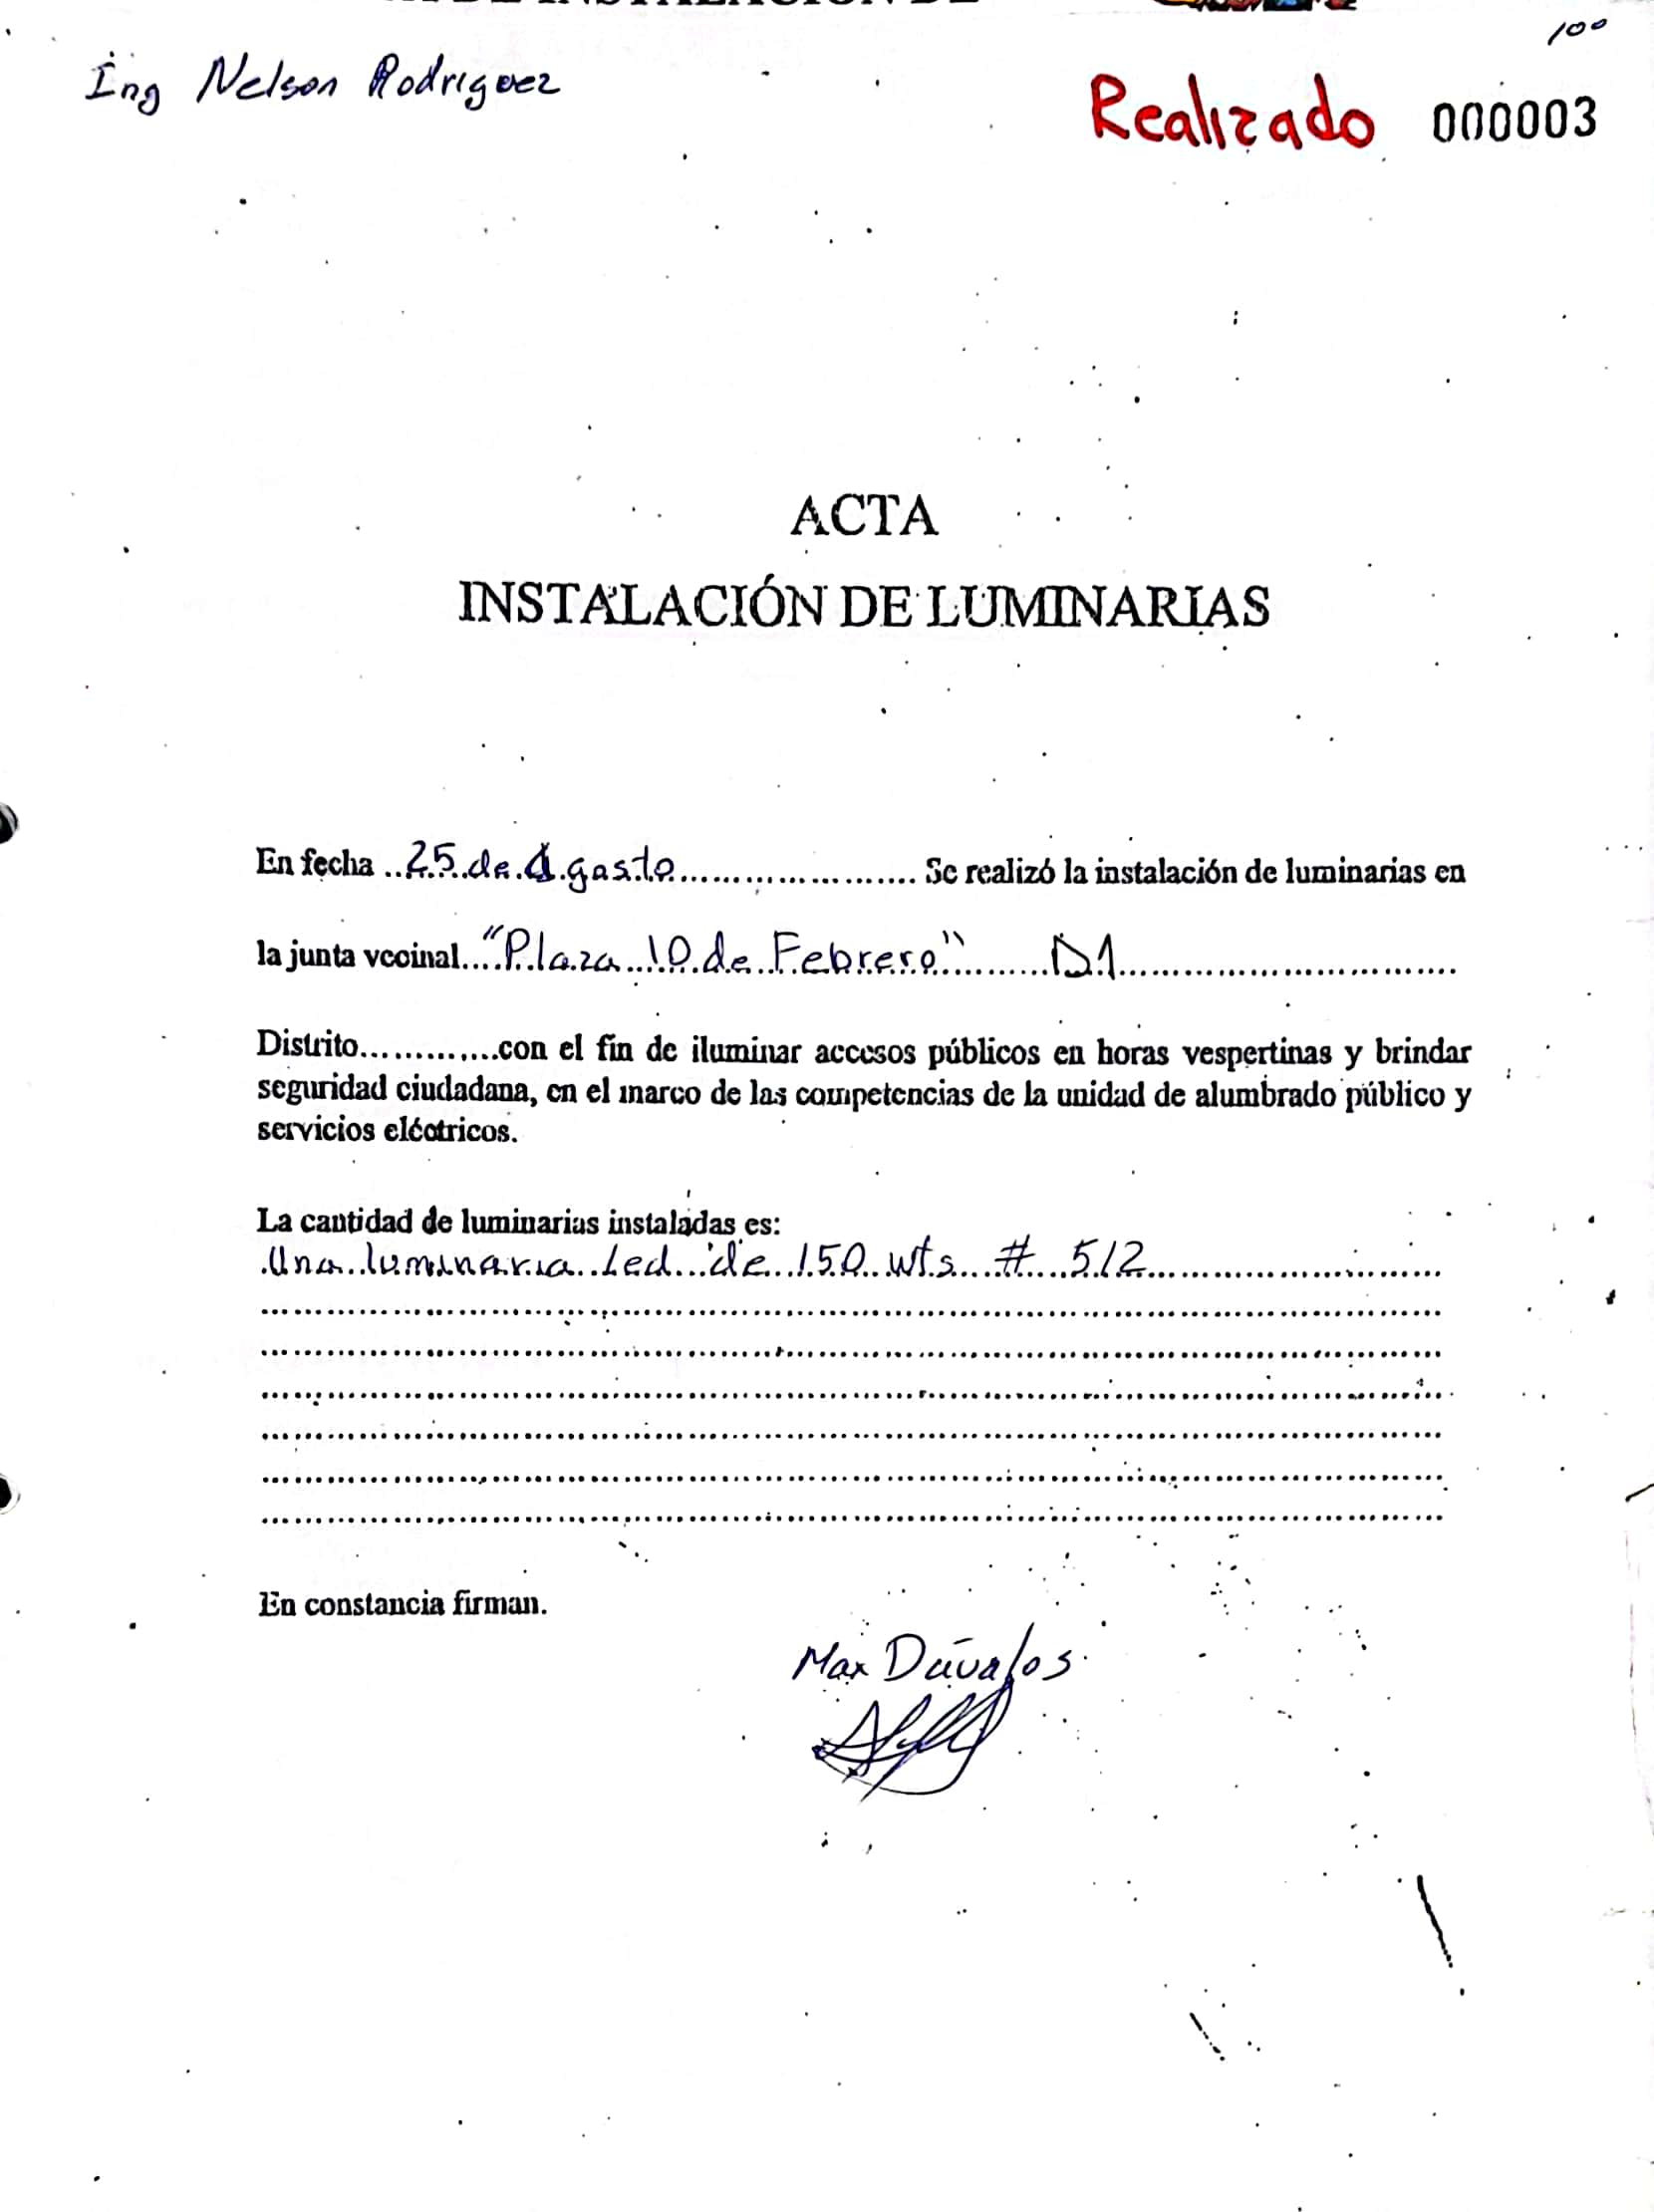 100
Ing Nelson Rodriguez
Realizado 000003
ACTA
INSTALACIÓN DE LUMINARIAS
En fecha ..25 de Agosto...................... Se realizó la instalación de luminarias en
la junta vecinal...."Plaza 10 de Febrero"..........D1..............................
Distrito.............con el fin de iluminar accesos públicos en horas vespertinas y brindar
seguridad ciudadana, en el marco de las competencias de la unidad de alumbrado público y
servicios eléctricos.
La cantidad de luminarias instaladas es:
Una luminaria Led de 150 wts # 512
En constancia firman.
Max Dávalos